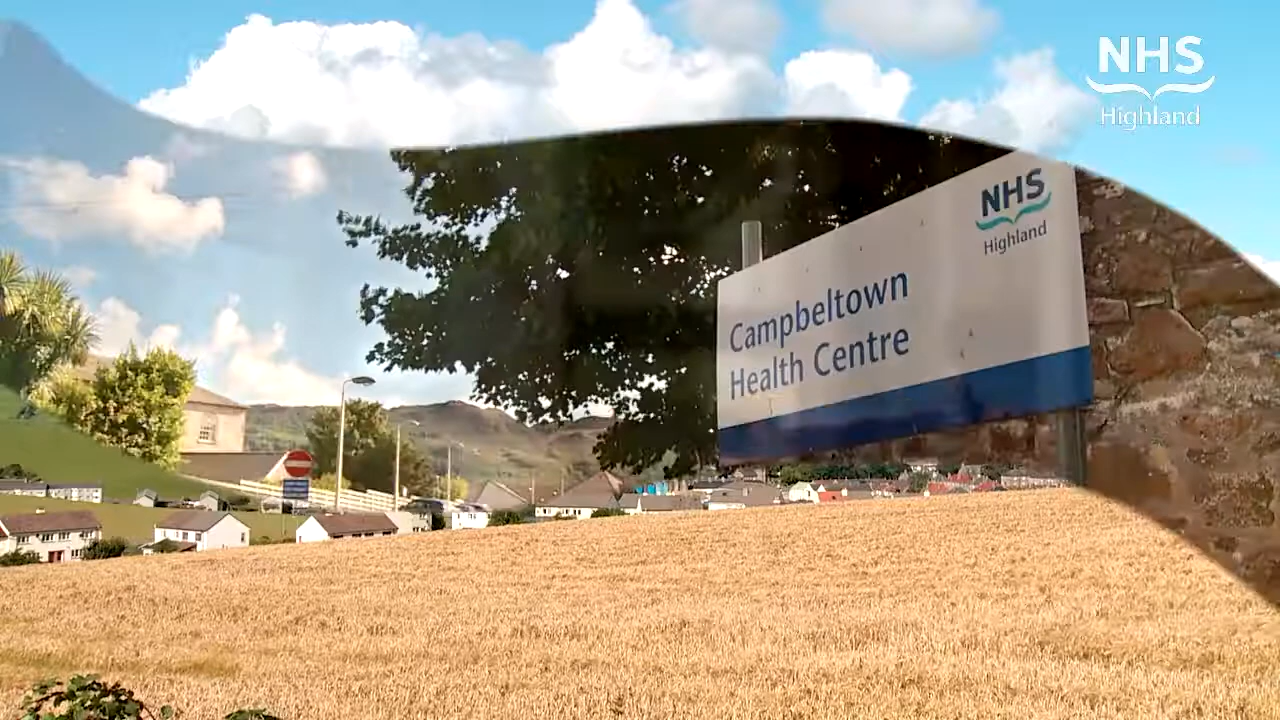 NHS
Highland
NHS
Highland
Campbeltown
Health Centre